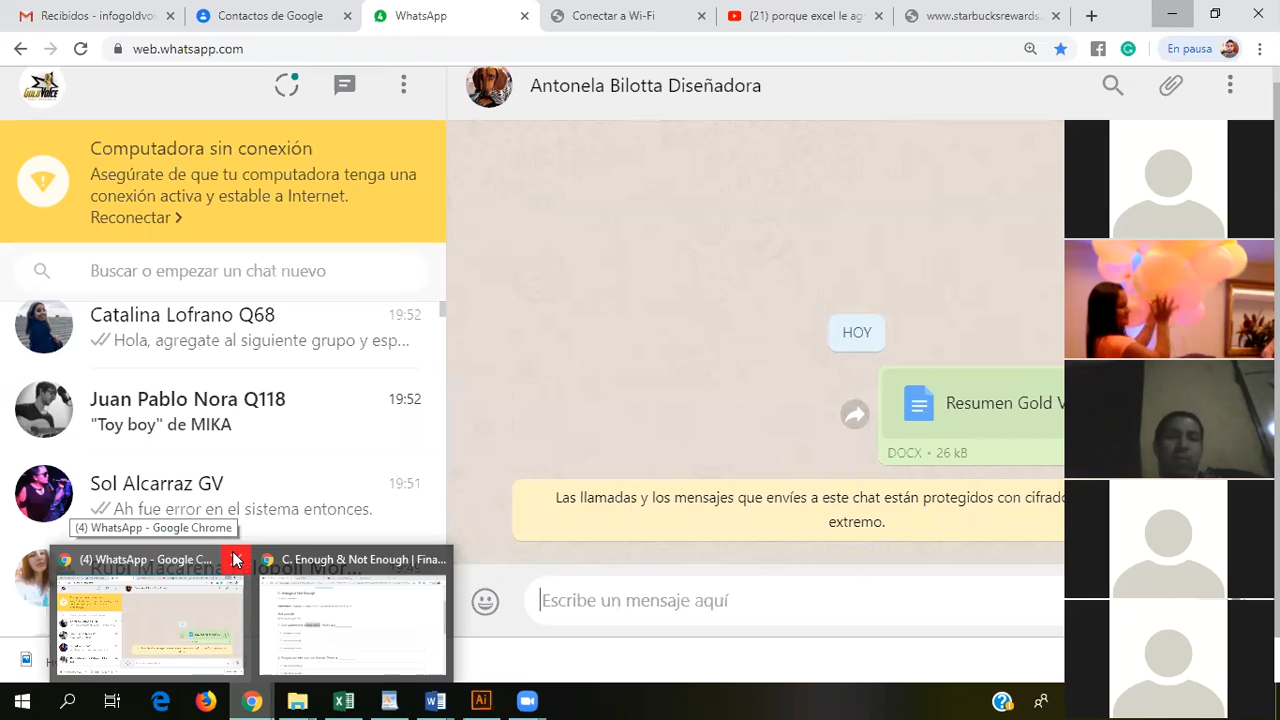 Recibidos - infogoldvoi
Contactos de Google
WhatsApp
Conectar a Wi-Fi
(21) porque excel le ag
www.starbucksrewards.
web.whatsapp.com
En pausa
GOLD VOICE
Antonela Bilotta Diseñadora
Computadora sin conexión
Asegúrate de que tu computadora tenga una
conexión activa y estable a Internet.
Reconectar >
Buscar o empezar un chat nuevo
Catalina Lofrano Q68 19:52
Hola, agregate al siguiente grupo y esp...
Juan Pablo Nora Q118 19:52
"Toy boy" de MIKA
Sol Alcarraz GV 19:51
Ah fue error en el sistema entonces.
(4) WhatsApp - Google Chrome
(4) WhatsApp - Google C...
C. Enough & Not Enough | Fina...
HOY
Resumen Gold V
DOCX • 26 kB
Las llamadas y los mensajes que envíes a este chat están protegidos con cifrado
extremo.
Escribe un mensaje aquí